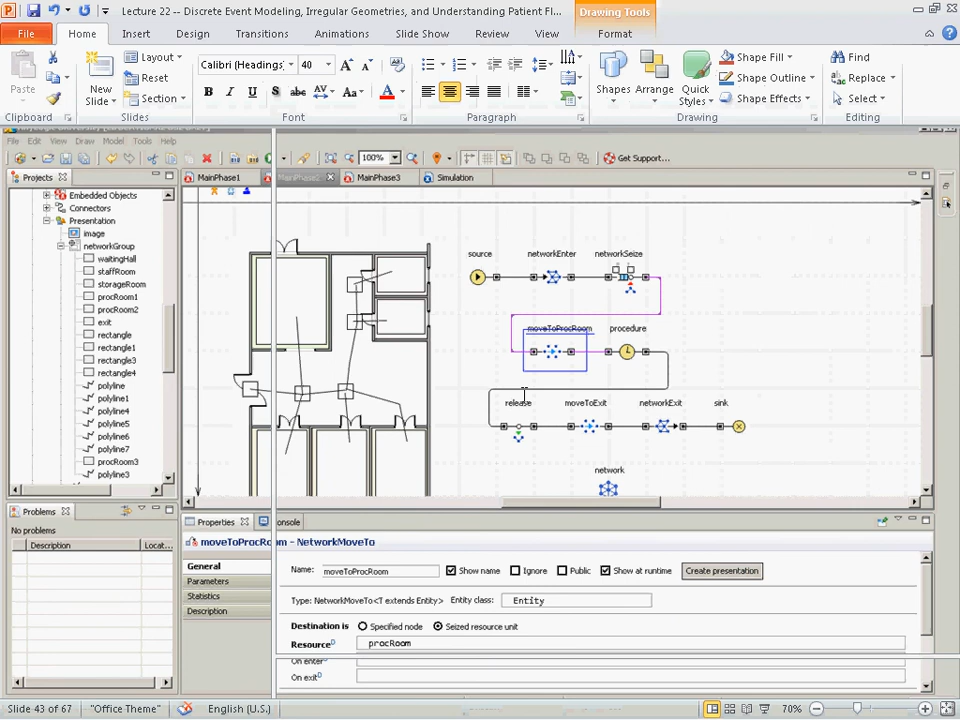 Lecture 22 -- Discrete Event Modeling, Irregular Geometries, and Understanding Patient Fl...
Drawing Tools
File Home Insert Design Transitions Animations Slide Show Review View Format
Paste
Clipboard
New Slide
Layout
Reset
Section
Slides
Calibri (Headings) 40
B I U S abc AV Aa A
Font
Paragraph
Shapes Arrange Quick Styles
Shape Fill
Shape Outline
Shape Effects
Drawing
Find
Replace
Select
Editing
File Edit View Draw Model Tools Help
100% Get Support...
Projects
MainPhase1 MainPhase2 MainPhase3 Simulation
Embedded Objects
Connectors
Presentation
image
networkGroup
waitingHall
staffRoom
storageRoom
procRoom1
procRoom2
exit
rectangle
rectangle1
rectangle3
rectangle4
polyline
polyline1
polyline4
polyline5
polyline6
polyline7
procRoom3
polyline3
source networkEnter networkSeize
moveToProcRoom procedure
release moveToExit networkExit sink
network
Problems
No problems
Description Locat...
Properties Console
moveToProcRoom - NetworkMoveTo
General
Parameters
Statistics
Description
Name: moveToProcRoom Show name Ignore Public Show at runtime Create presentation
Type: NetworkMoveTo<T extends Entity> Entity class: Entity
Destination is Specified node Seized resource unit
Resource D procRoom
On enter D
On exit D
Slide 43 of 67 "Office Theme" English (U.S.) 70%